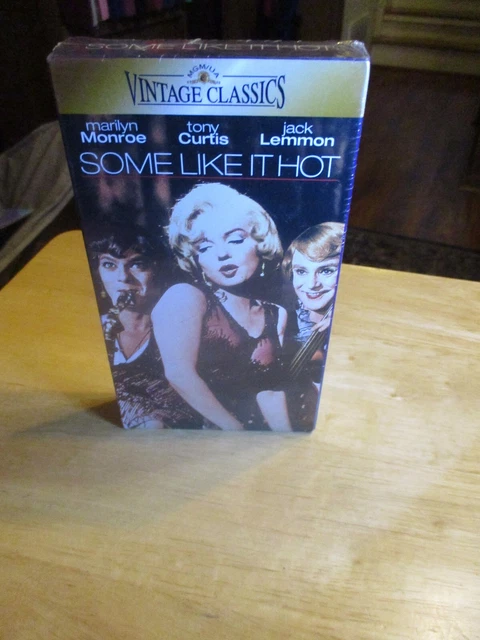 SOME LIKE IT HOT
MGM/UA
VINTAGE CLASSICS
marilyn Monroe
tony Curtis
jack Lemmon
SOME LIKE IT HOT